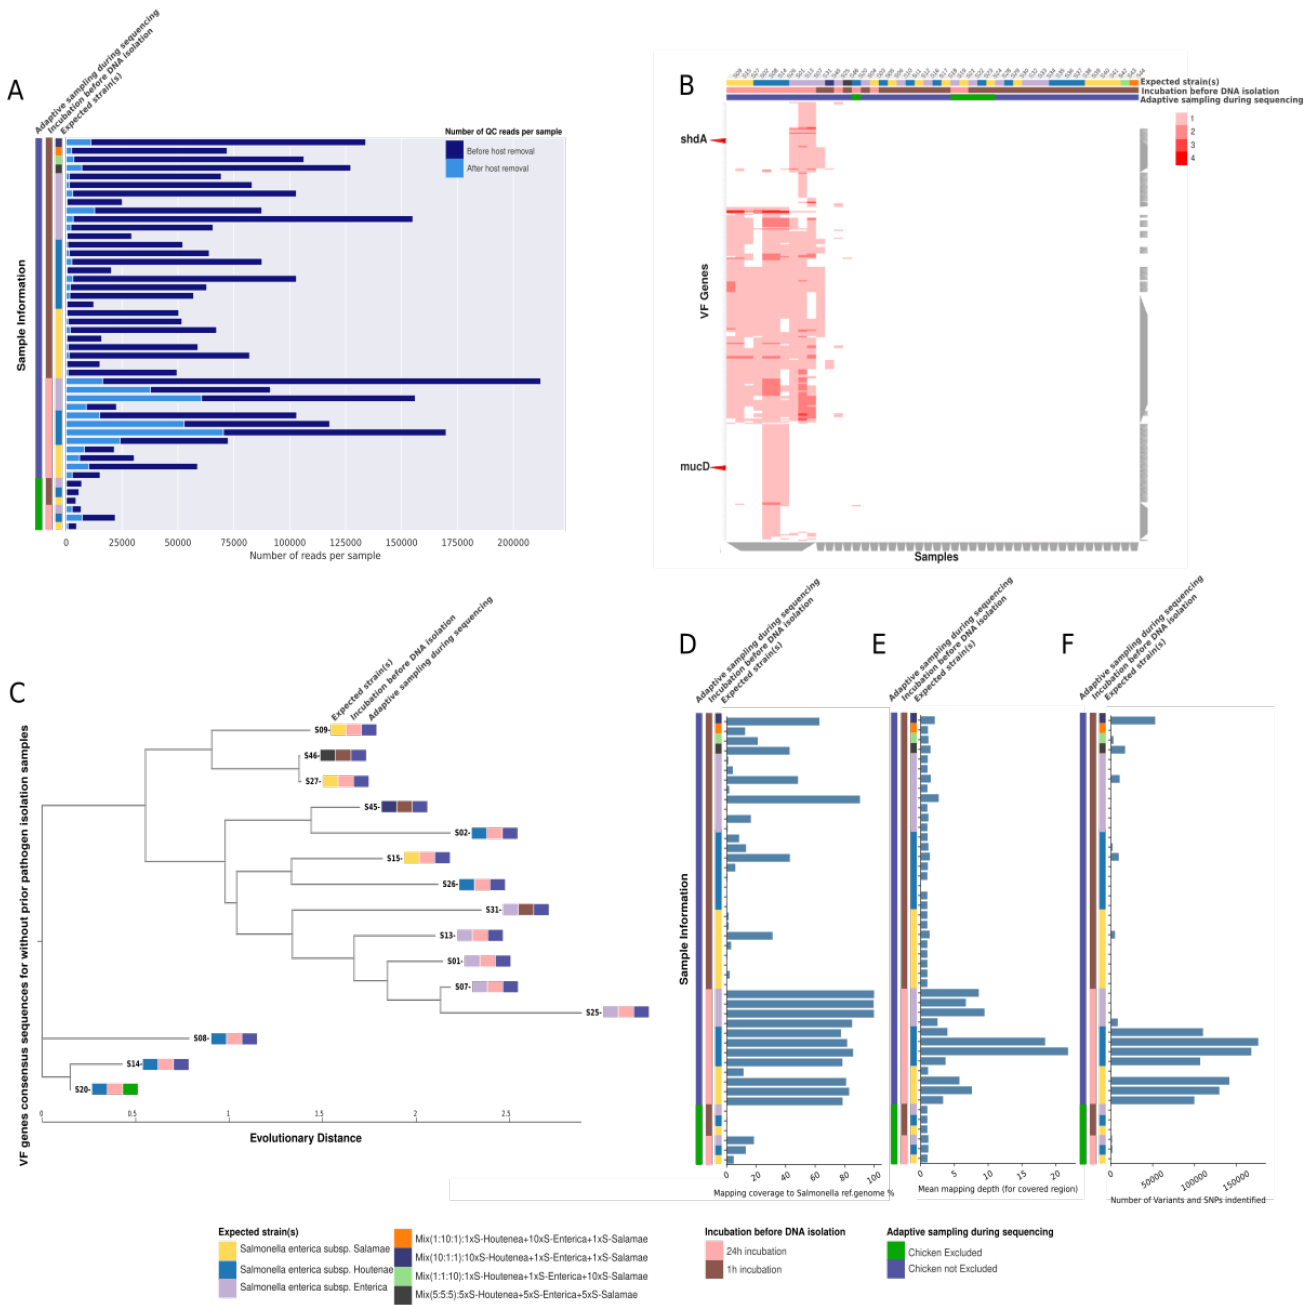 A
Adaptive sampling during sequencing
Incubation before DNA isolation
Expected strain(s)
Sample Information
Number of QC reads per sample
Before host removal
After host removal
0 25000 50000 75000 100000 125000 150000 175000 200000
Number of reads per sample
B
Expected strain(s)
Incubation before DNA isolation
Adaptive sampling during sequencing
1
2
3
4
shdA
VF Genes
mucD
Samples
C
Expected strain(s)
Incubation before DNA isolation
Adaptive sampling during sequencing
VF genes consensus sequences for without prior pathogen isolation samples
S09-
S46-
S27-
S45-
S02-
S15-
S26-
S31-
S13-
S01-
S07-
S25-
S08-
S14-
S20-
0 0.5 1 1.5 2 2.5
Evolutionary Distance
D
Adaptive sampling during sequencing
Incubation before DNA isolation
Expected strain(s)
Sample Information
0 20 40 60 80 100
Mapping coverage to Salmonella ref.genome %
E
Adaptive sampling during sequencing
Incubation before DNA isolation
Expected strain(s)
0 5 10 15 20
Mean mapping depth (for covered region)
F
Adaptive sampling during sequencing
Incubation before DNA isolation
Expected strain(s)
0 50000 100000 150000
Number of Variants and SNPs indentified
Expected strain(s)
Salmonella enterica subsp. Salamae
Salmonella enterica subsp. Houtenae
Salmonella enterica subsp. Enterica
Mix(1:10:1):1xS-Houtenea+10xS-Enterica+1xS-Salamae
Mix(10:1:1):10xS-Houtenea+1xS-Enterica+1xS-Salamae
Mix(1:1:10):1xS-Houtenea+1xS-Enterica+10xS-Salamae
Mix(5:5:5):5xS-Houtenea+5xS-Enterica+5xS-Salamae
Incubation before DNA isolation
24h incubation
1h incubation
Adaptive sampling during sequencing
Chicken Excluded
Chicken not Excluded